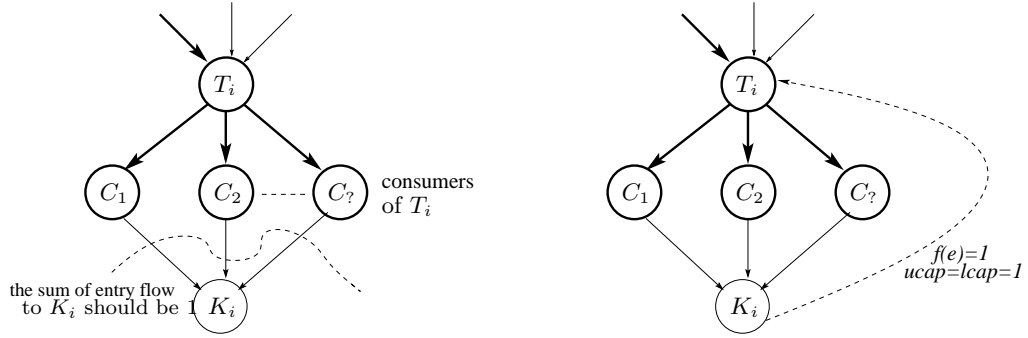 T_i
C_1 C_2 C_?
consumers
of T_i
the sum of entry flow
to K_i should be 1
K_i
T_i
C_1 C_2 C_?
f(e)=1
ucap=lcap=1
K_i